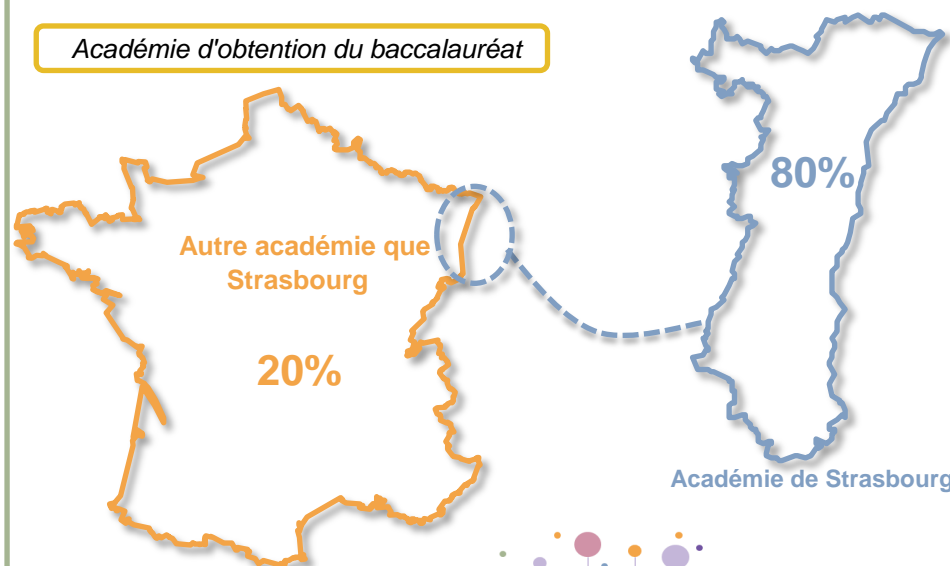 Académie d'obtention du baccalauréat
80%
Autre académie que
Strasbourg
20%
Académie de Strasbourg